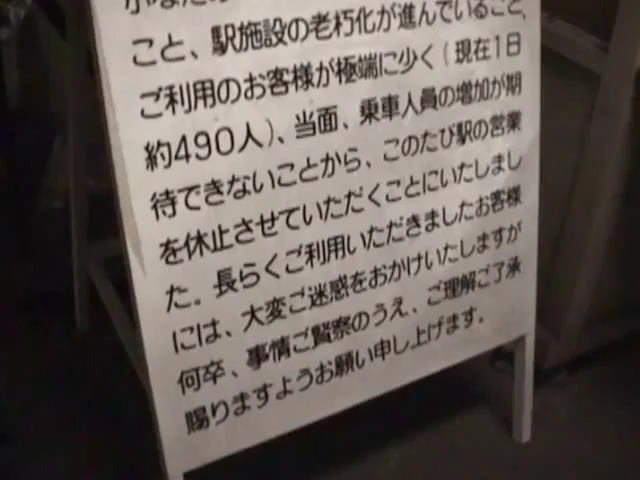 こと、駅施設の老朽化が進んでいること、
ご利用のお客様が極端に少く(現在1日
約490人)、当面、乗車人員の増加が期
待できないことから、このたび駅の営業
を休止させていただくことにいたしまし
た。長らくご利用いただきましたお客様
には、大変ご迷惑をおかけいたしますが
何卒、事情ご賢察のうえ、ご理解ご了承
賜りますようお願い申し上げます。